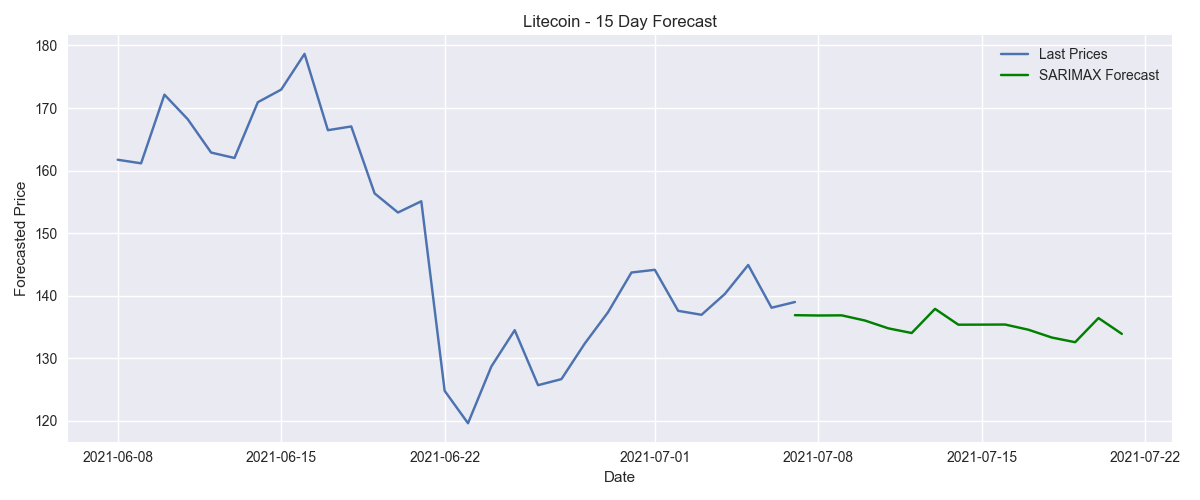 Litecoin - 15 Day Forecast
Last Prices
SARIMAX Forecast
Forecasted Price
180
170
160
150
140
130
120
2021-06-08 2021-06-15 2021-06-22 2021-07-01 2021-07-08 2021-07-15 2021-07-22
Date